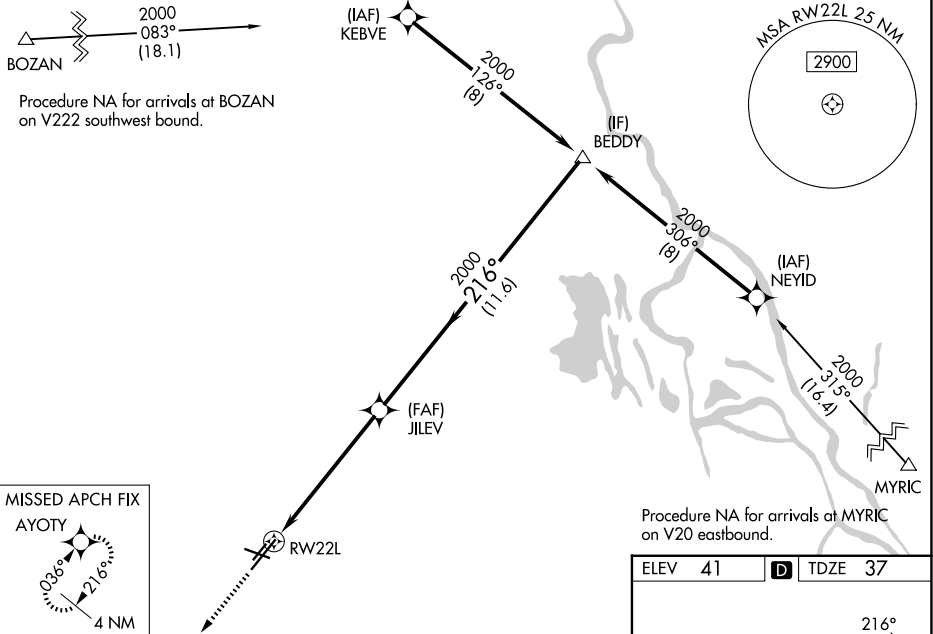 2000
083°
(18.1)
BOZAN
Procedure NA for arrivals at BOZAN
on V222 southwest bound.
(IAF)
KEBVE
2000
126°
(8)
(IF)
BEDDY
MSA RW22L 25 NM
2900
2000
306°
(8)
(IAF)
NEYID
2000
216°
(11.6)
2000
315°
(16.4)
MYRIC
(FAF)
JILEV
Procedure NA for arrivals at MYRIC
on V20 eastbound.
MISSED APCH FIX
AYOTY
036°
216°
4 NM
RW22L
ELEV 41 D TDZE 37
216°